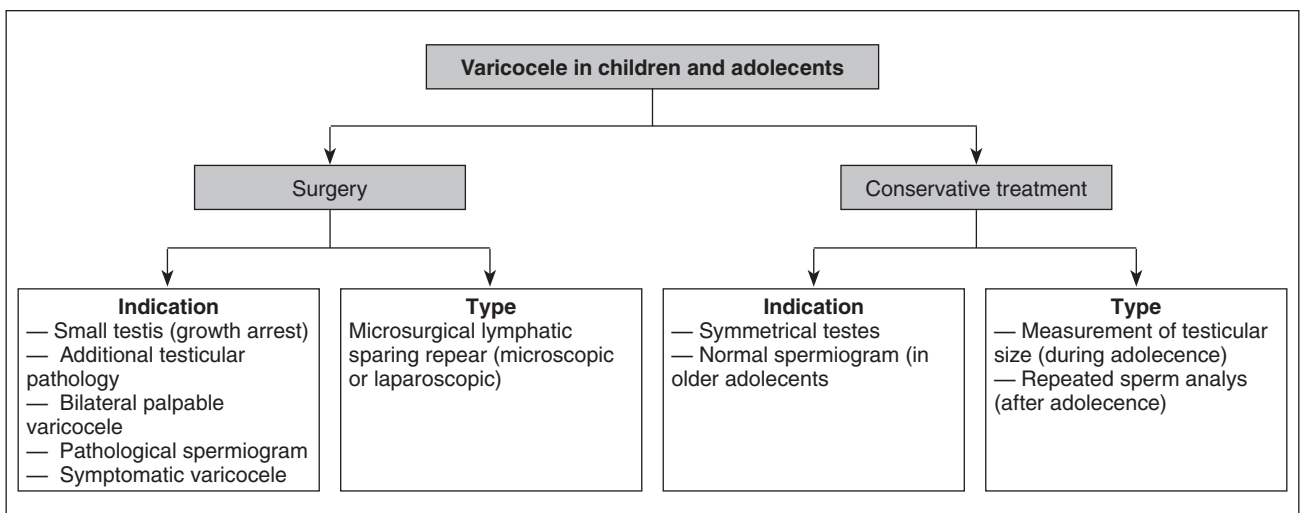 Varicocele in children and adolecents
Surgery
Conservative treatment
Indication
— Small testis (growth arrest)
— Additional testicular
pathology
— Bilateral palpable
varicocele
— Pathological spermiogram
— Symptomatic varicocele
Type
Microsurgical lymphatic
sparing repear (microscopic
or laparoscopic)
Indication
— Symmetrical testes
— Normal spermiogram (in
older adolecents
Type
— Measurement of testicular
size (during adolecence)
— Repeated sperm analys
(after adolecence)